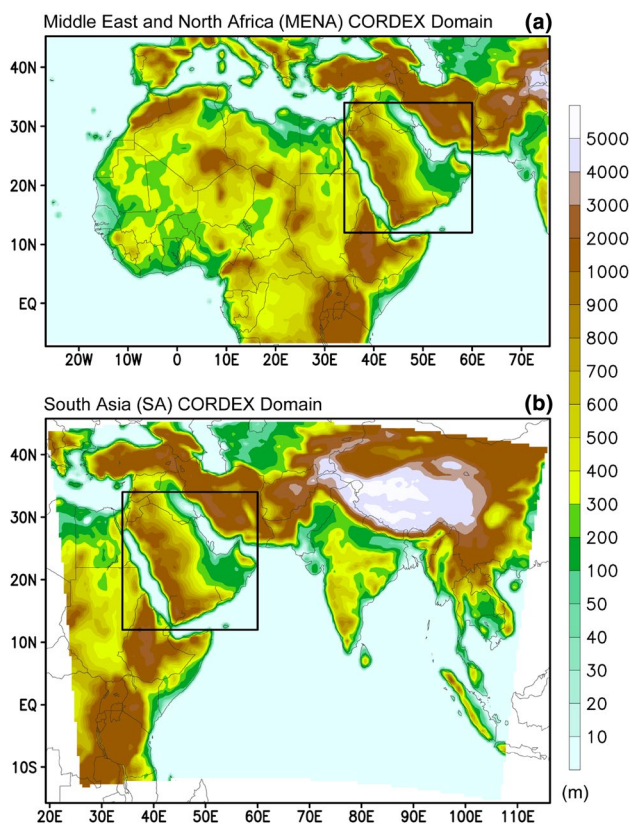 Middle East and North Africa (MENA) CORDEX Domain (a)
40N
30N
20N
10N
EQ
20W 10W 0 10E 20E 30E 40E 50E 60E 70E
South Asia (SA) CORDEX Domain (b)
40N
30N
20N
10N
EQ
10S
20E 30E 40E 50E 60E 70E 80E 90E 100E 110E
5000
4000
3000
2000
1000
900
800
700
600
500
400
300
200
100
50
40
30
20
10
(m)